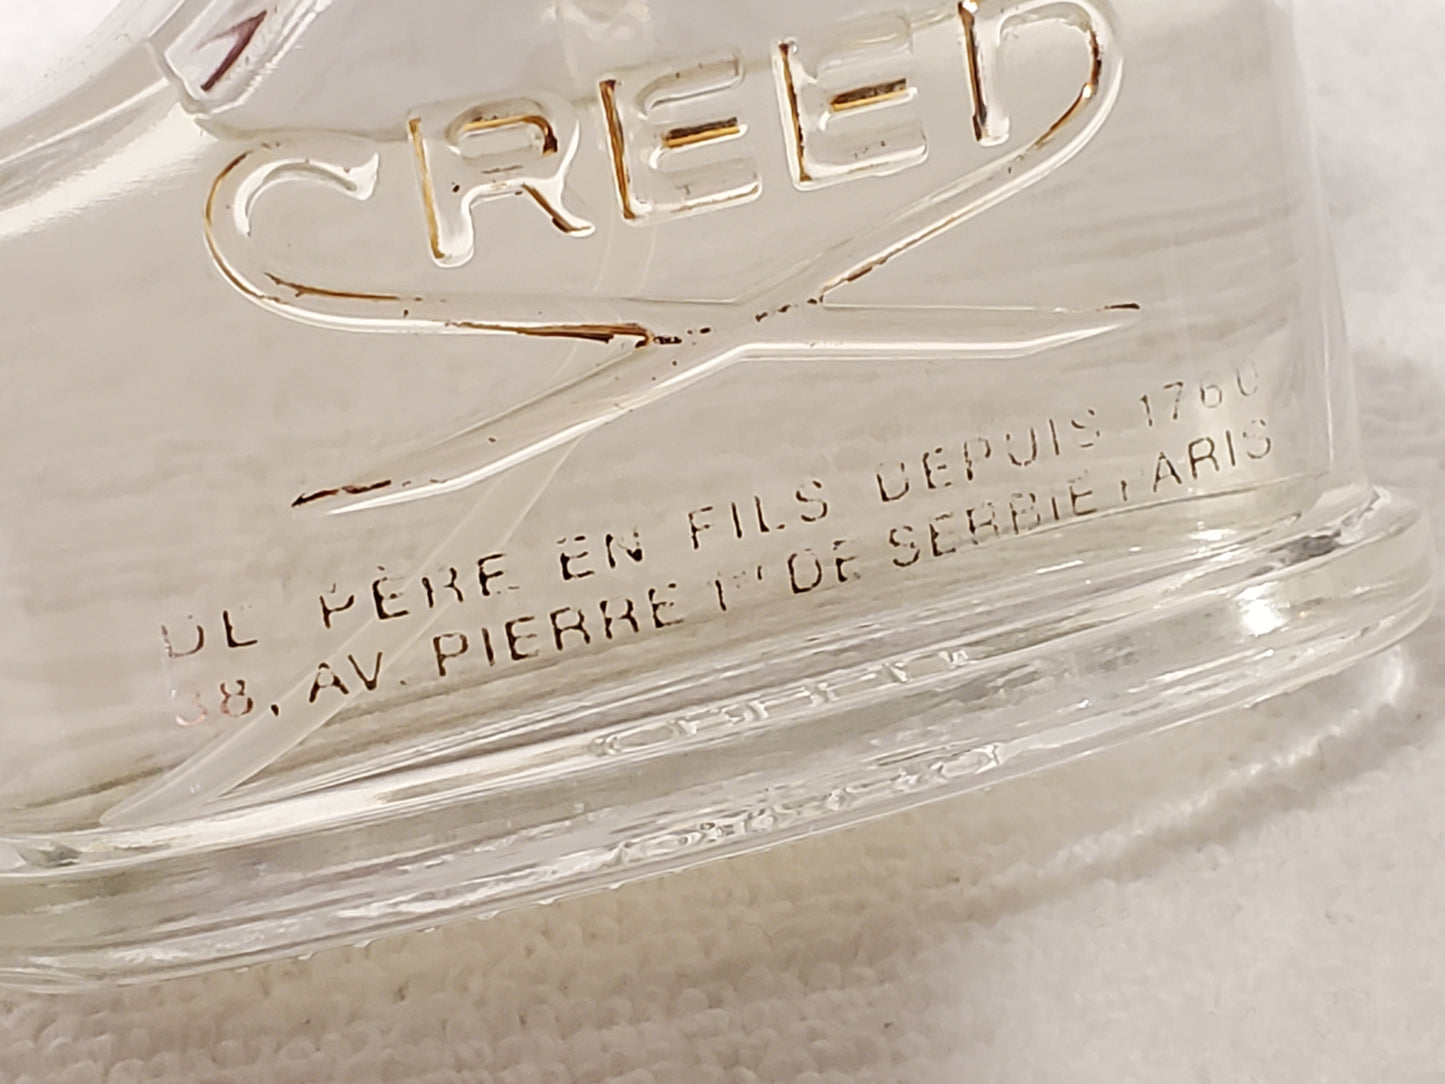 CREED
DE PÈRE EN FILS DEPUIS 1760
38, AV. PIERRE 1er DE SERBIE PARIS